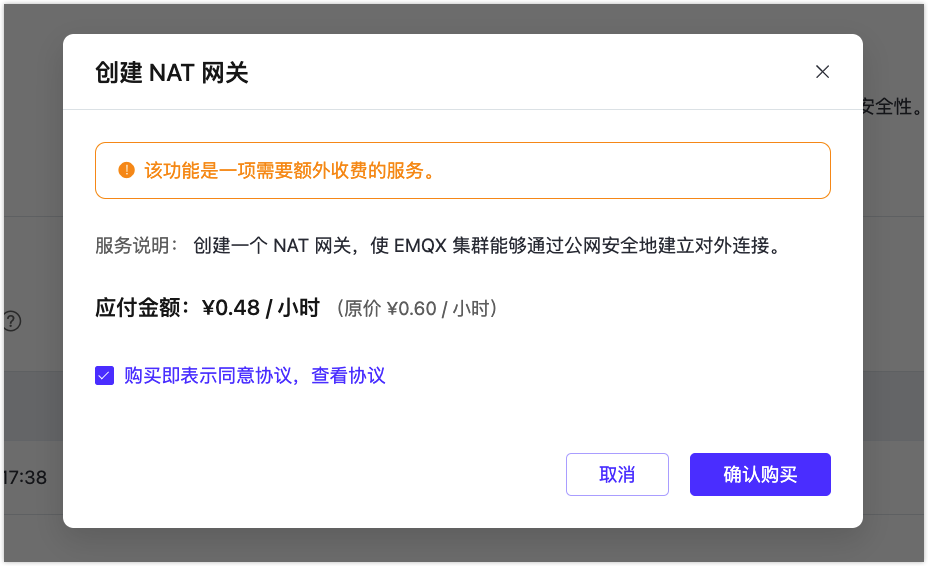 创建 NAT 网关
安全性。
该功能是一项需要额外收费的服务。
服务说明： 创建一个 NAT 网关，使 EMQX 集群能够通过公网安全地建立对外连接。
应付金额：¥0.48 / 小时 （原价 ¥0.60 / 小时）
?
购买即表示同意协议，查看协议
17:38
取消 确认购买